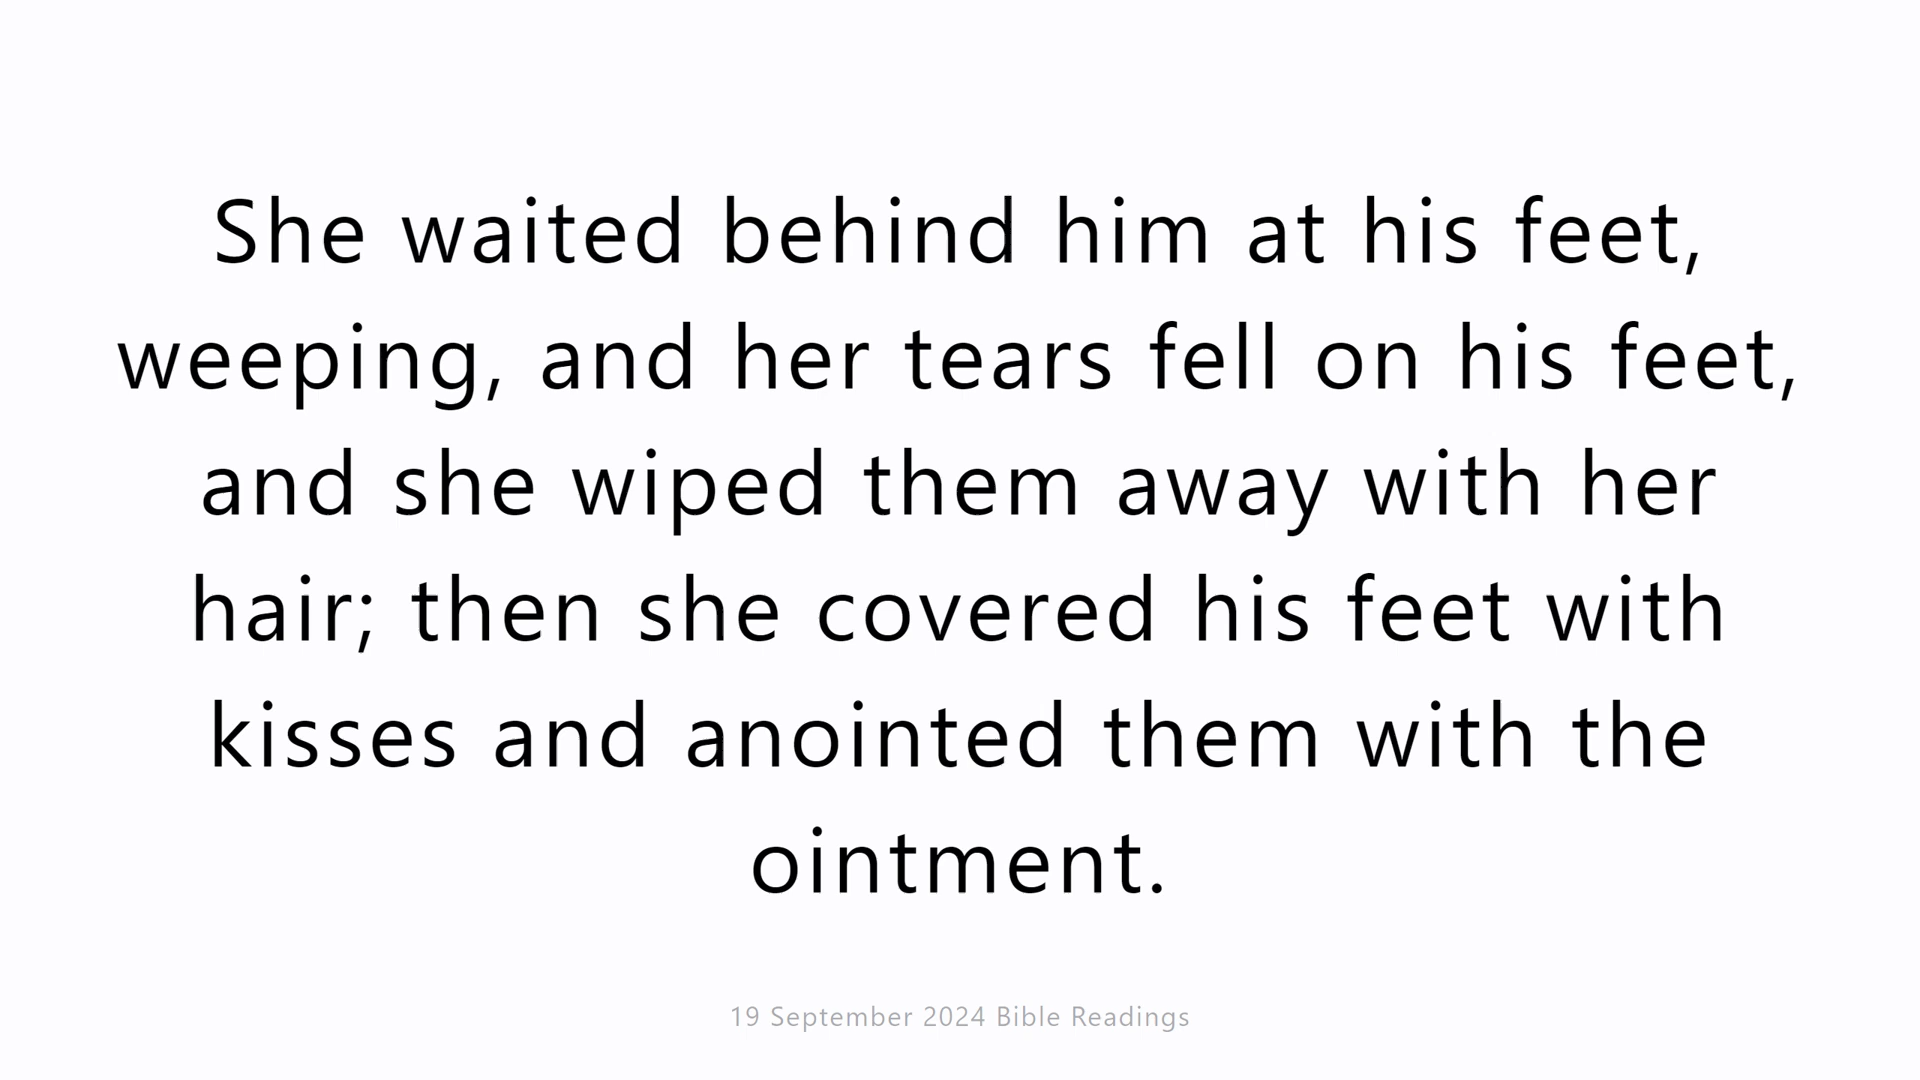 She waited behind him at his feet,
weeping, and her tears fell on his feet,
and she wiped them away with her
hair; then she covered his feet with
kisses and anointed them with the
ointment.
19 September 2024 Bible Readings